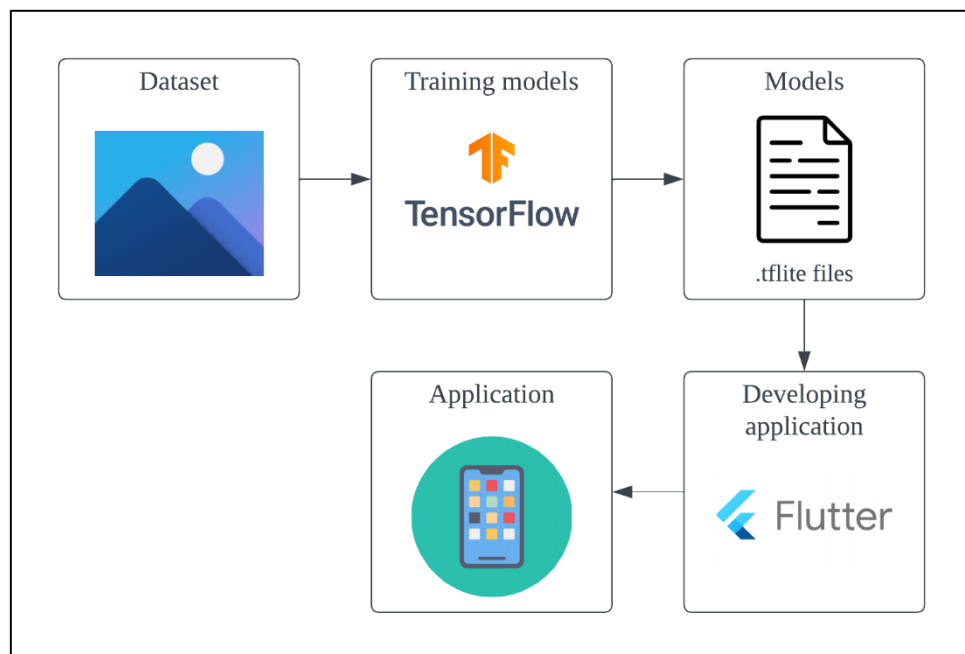 Dataset
Training models
Models
TensorFlow
.tflite files
Application
Developing
application
Flutter